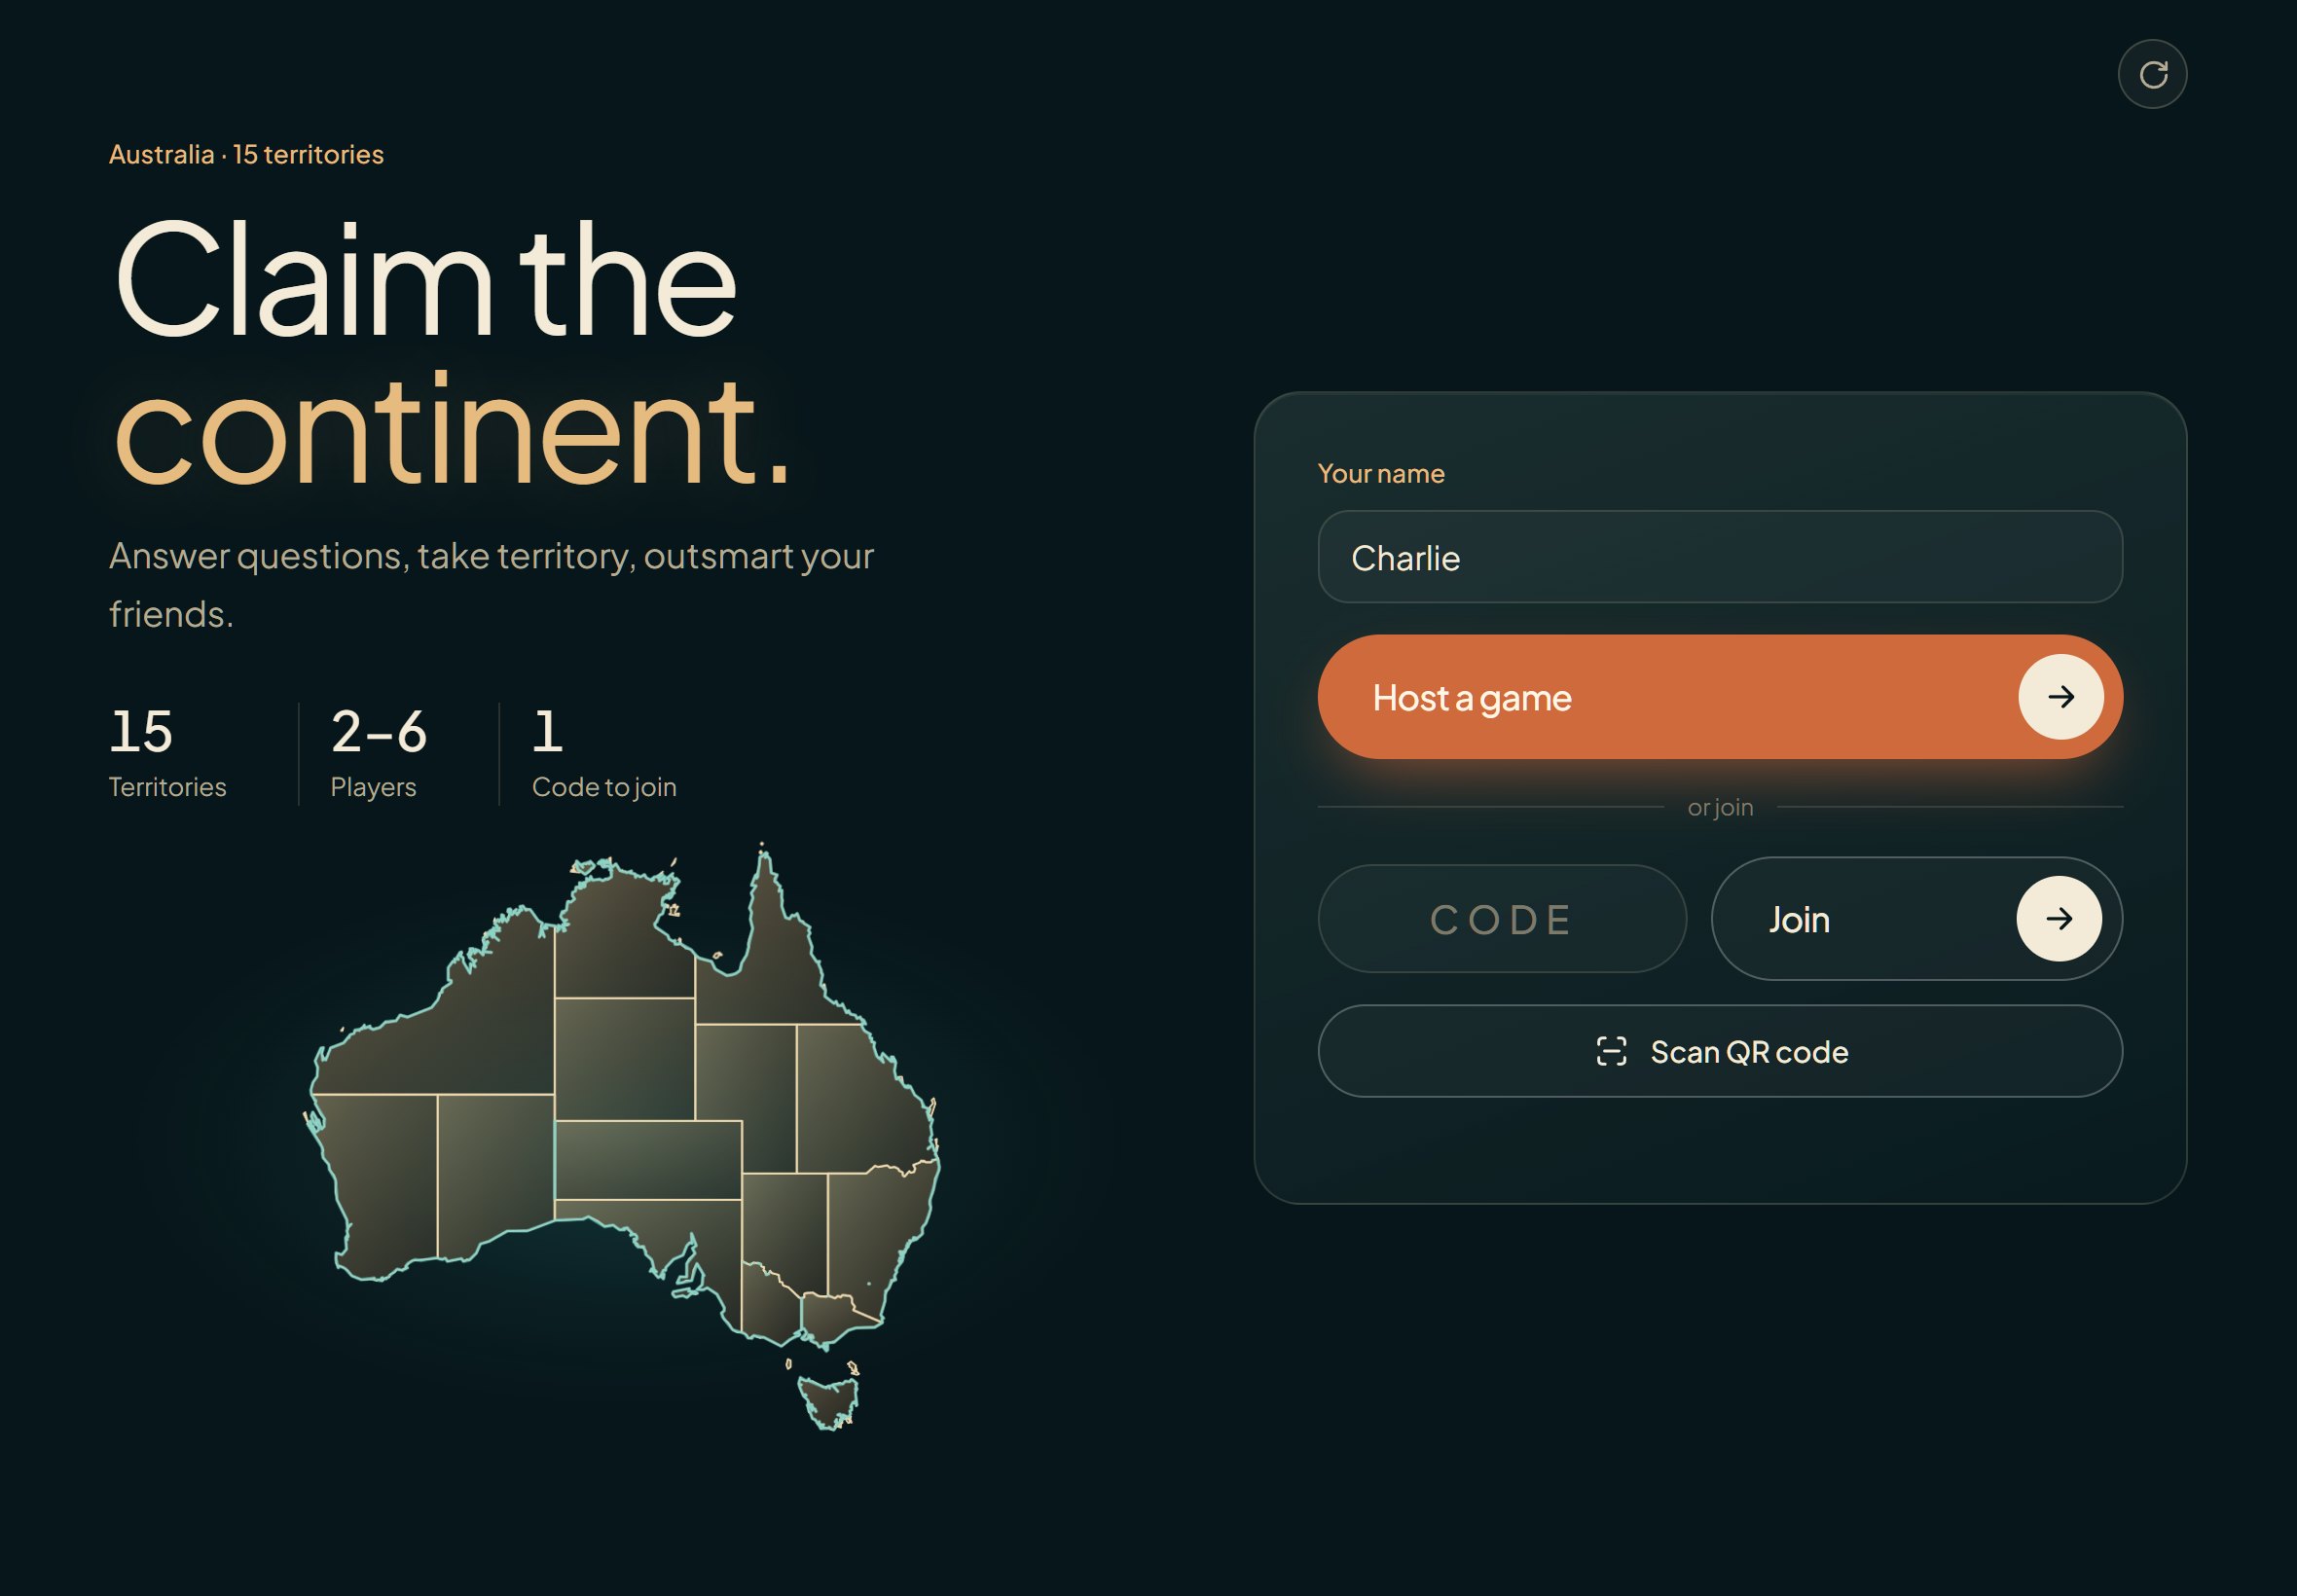 Australia · 15 territories
Claim the
continent.
Answer questions, take territory, outsmart your
friends.
15
Territories
2–6
Players
1
Code to join
Your name
Charlie
Host a game
or join
CODE
Join
Scan QR code